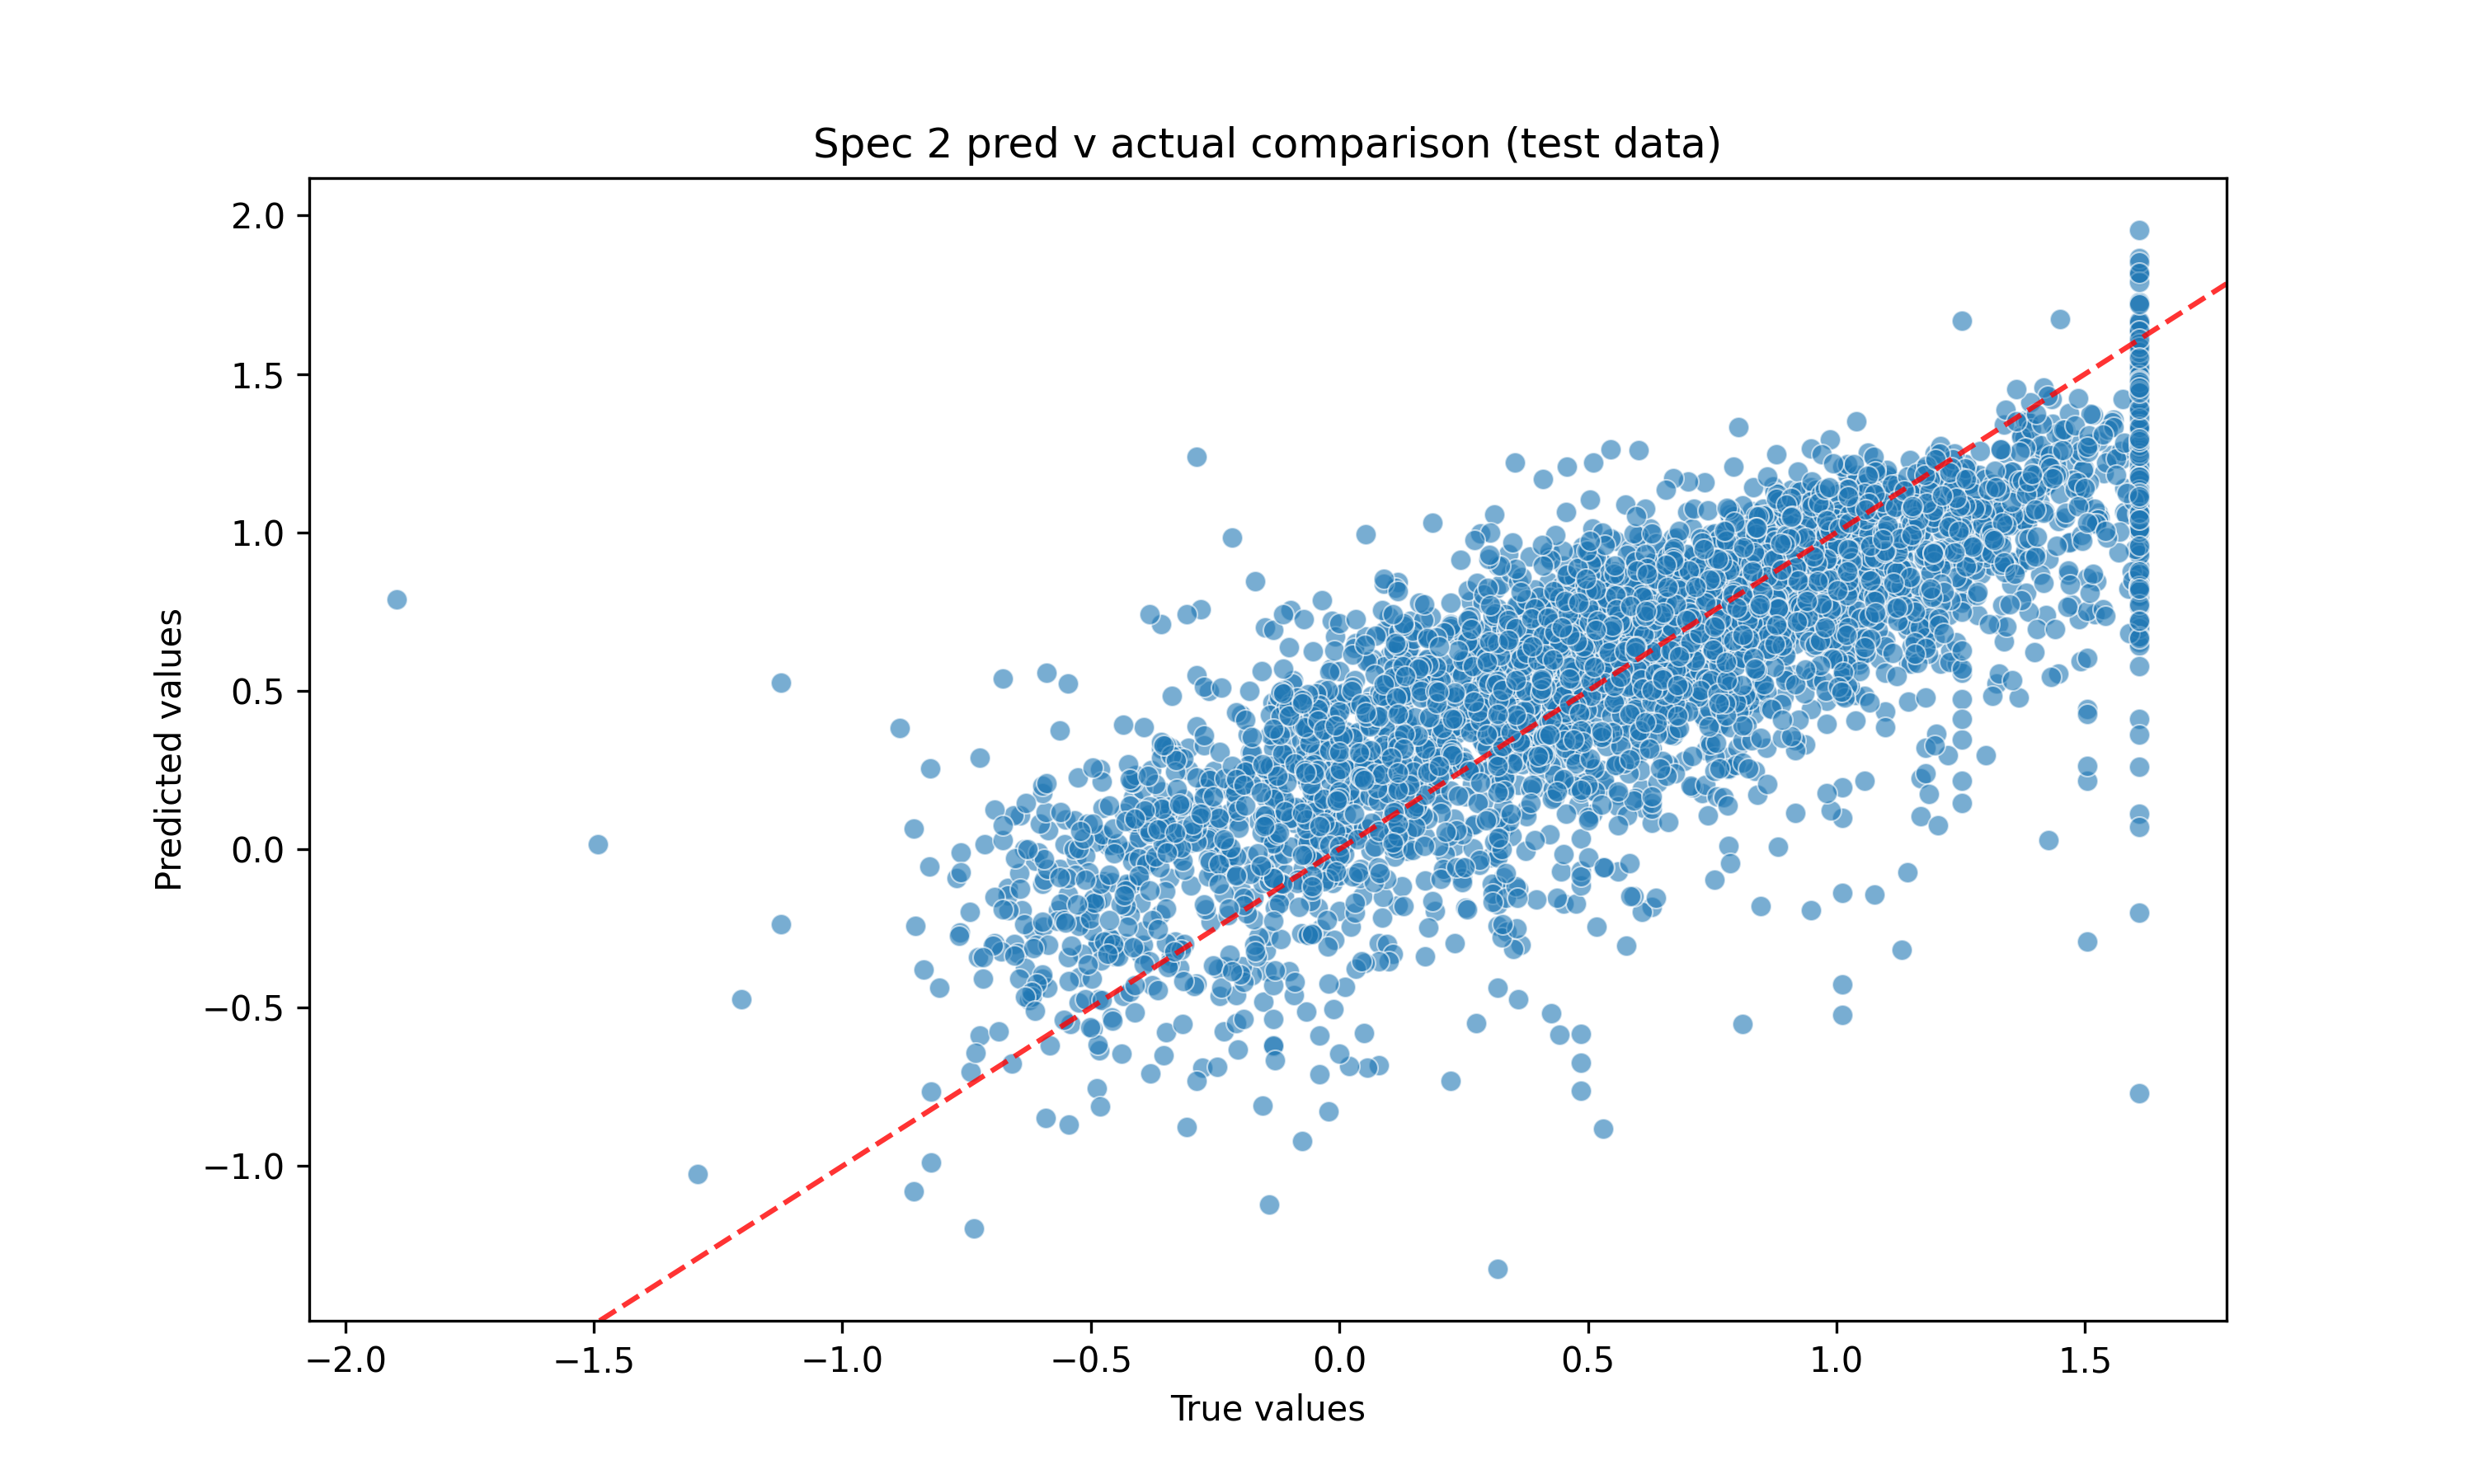 Spec 2 pred v actual comparison (test data)
2.0
1.5
1.0
0.5
0.0
−0.5
−1.0
Predicted values
−2.0 −1.5 −1.0 −0.5 0.0 0.5 1.0 1.5
True values